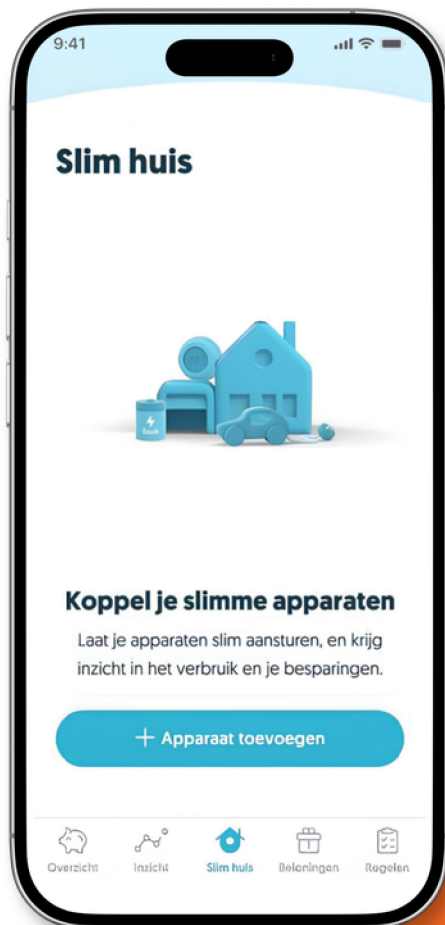 9:41
Slim huis
Koppel je slimme apparaten
Laat je apparaten slim aansturen, en krijg
inzicht in het verbruik en je besparingen.
+ Apparaat toevoegen
Overzicht Inzicht Slim huis Beloningen Regelen